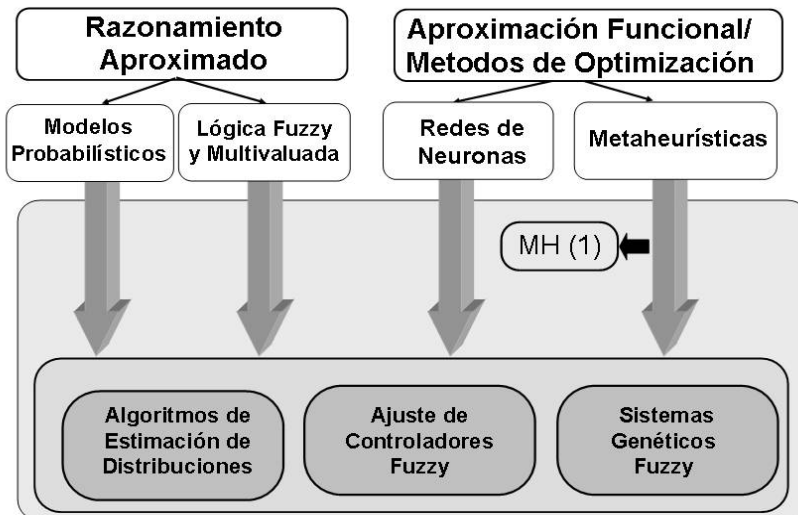 Razonamiento
Aproximado
Aproximación Funcional/
Metodos de Optimización
Modelos
Probabilísticos
Lógica Fuzzy
y Multivaluada
Redes de
Neuronas
Metaheurísticas
MH (1)
Algoritmos de
Estimación de
Distribuciones
Ajuste de
Controladores
Fuzzy
Sistemas
Genéticos
Fuzzy